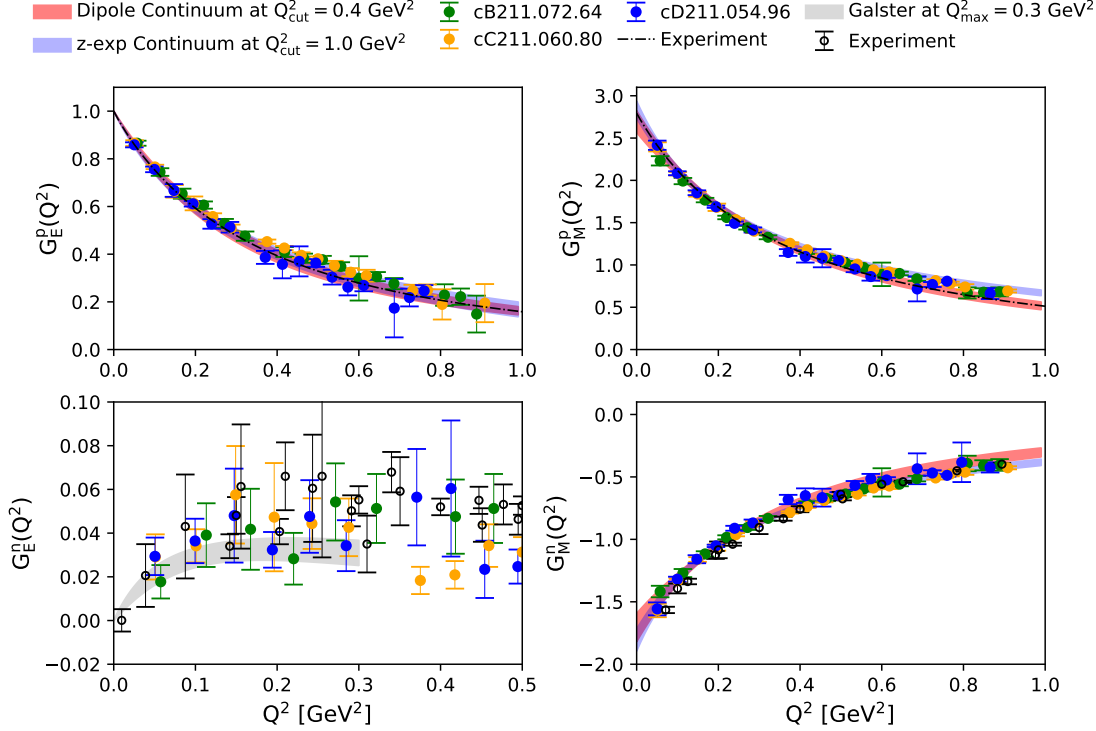 Dipole Continuum at Q²cut = 0.4 GeV² cB211.072.64 cD211.054.96 Galster at Q²max = 0.3 GeV²
z-exp Continuum at Q²cut = 1.0 GeV² cC211.060.80 Experiment Experiment
G_E^p(Q²)
1.0
0.8
0.6
0.4
0.2
0.0
0.0 0.2 0.4 0.6 0.8 1.0
G_M^p(Q²)
3.0
2.5
2.0
1.5
1.0
0.5
0.0
0.0 0.2 0.4 0.6 0.8 1.0
G_E^n(Q²)
0.10
0.08
0.06
0.04
0.02
0.00
−0.02
0.0 0.1 0.2 0.3 0.4 0.5
Q² [GeV²]
G_M^n(Q²)
0.0
−0.5
−1.0
−1.5
−2.0
0.0 0.2 0.4 0.6 0.8 1.0
Q² [GeV²]